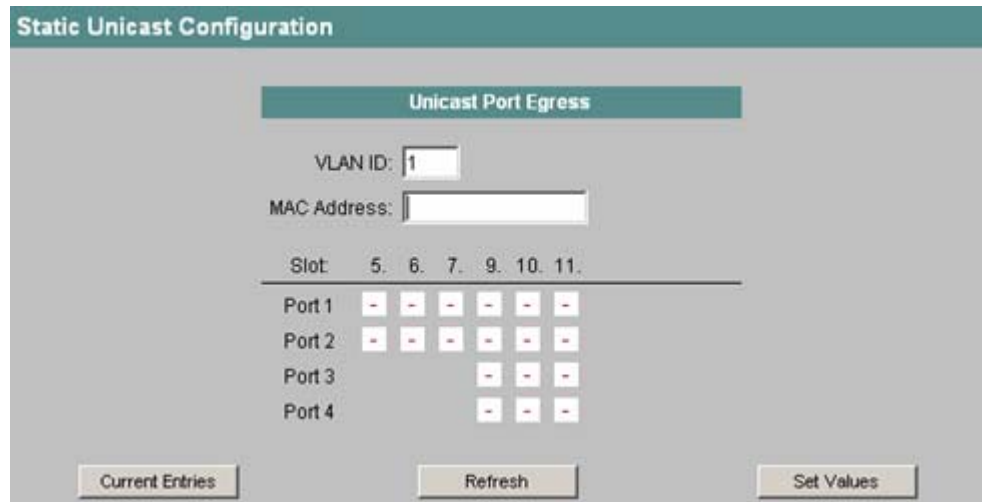 Static Unicast Configuration
Unicast Port Egress
VLAN ID: 1
MAC Address:
Slot: 5. 6. 7. 9. 10. 11.
Port 1 - - - - - -
Port 2 - - - - - -
Port 3 - - -
Port 4 - - -
Current Entries Refresh Set Values